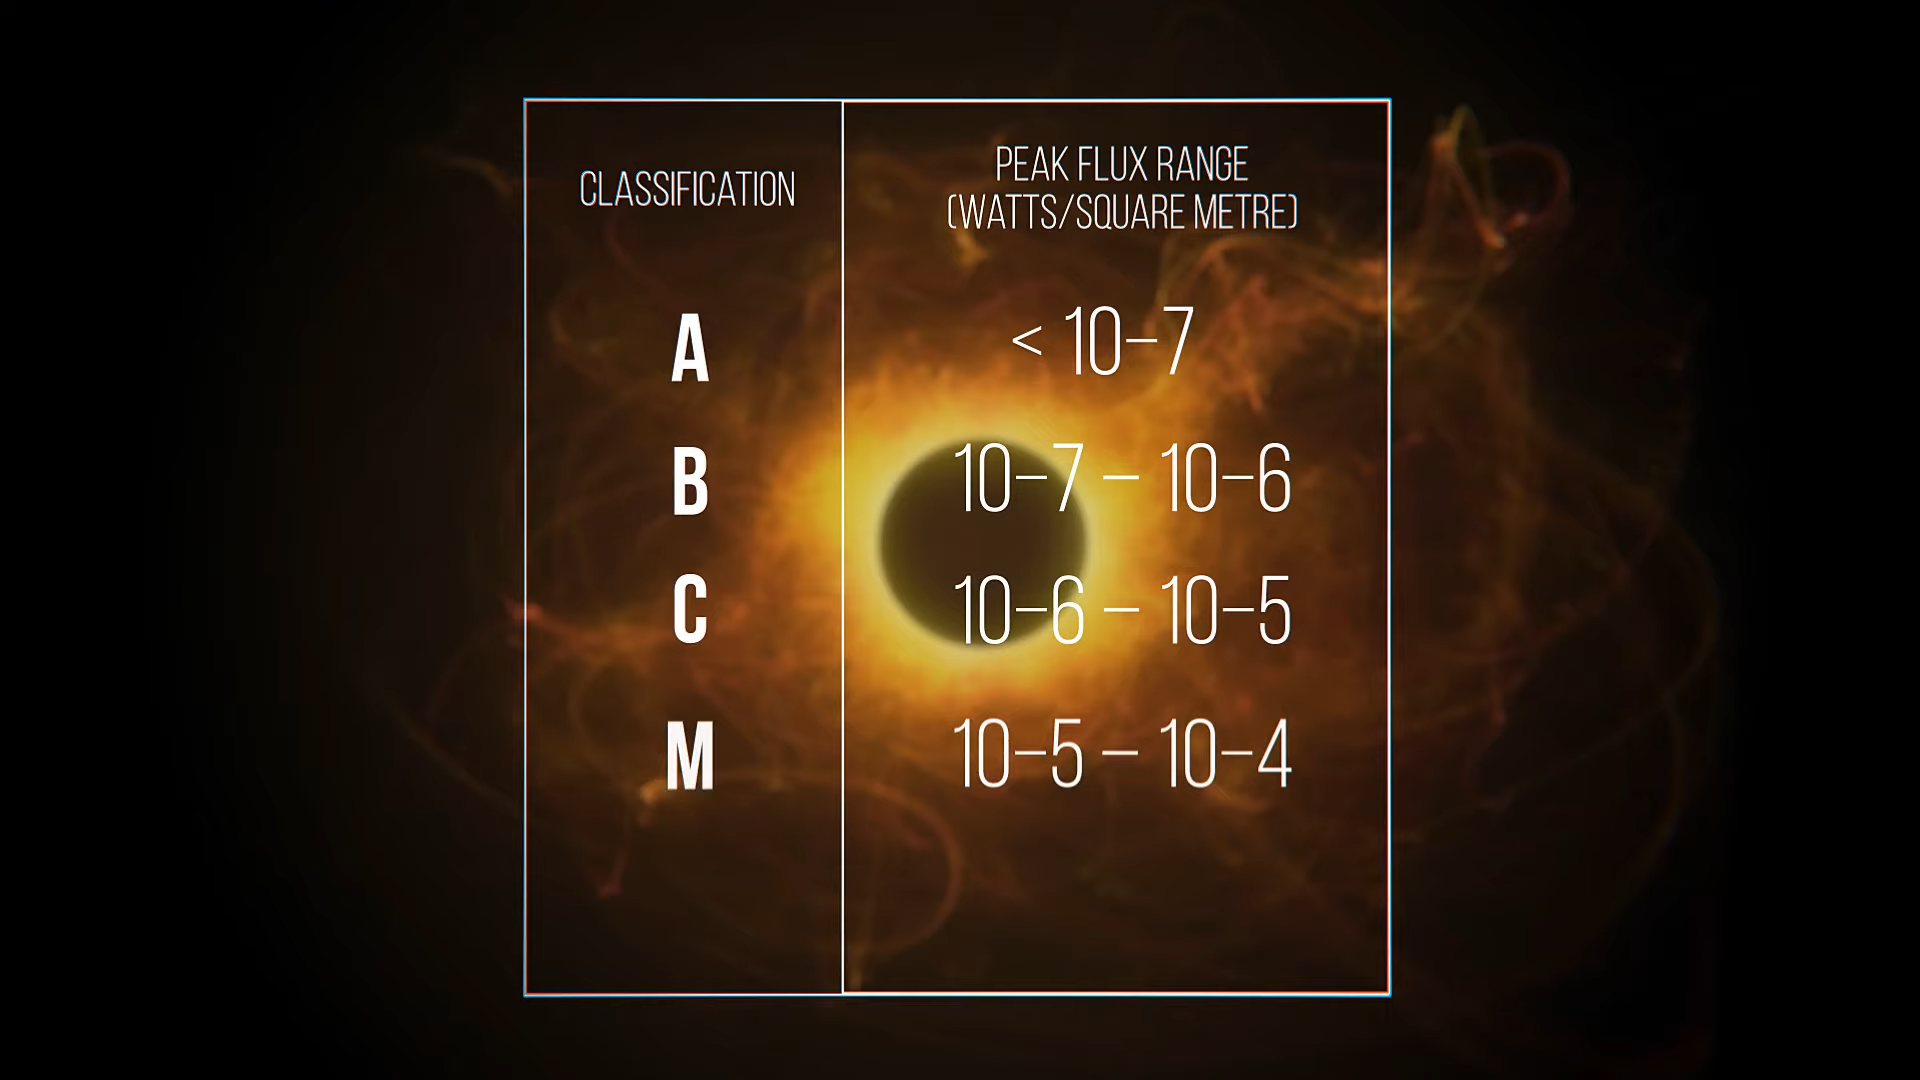 CLASSIFICATION
PEAK FLUX RANGE
(WATTS/SQUARE METRE)
A
< 10–7
B
10–7 – 10–6
C
10–6 – 10–5
M
10–5 – 10–4